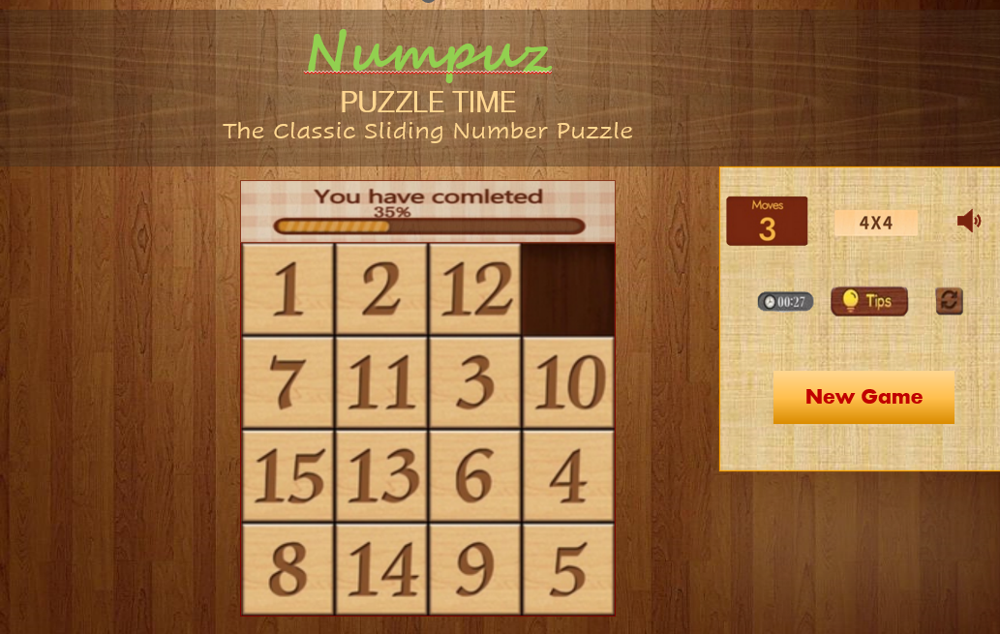 Numpuz
PUZZLE TIME
The Classic Sliding Number Puzzle
You have comleted
35%
Moves
3
4X4
00:27
Tips
New Game
1 2 12
7 11 3 10
15 13 6 4
8 14 9 5